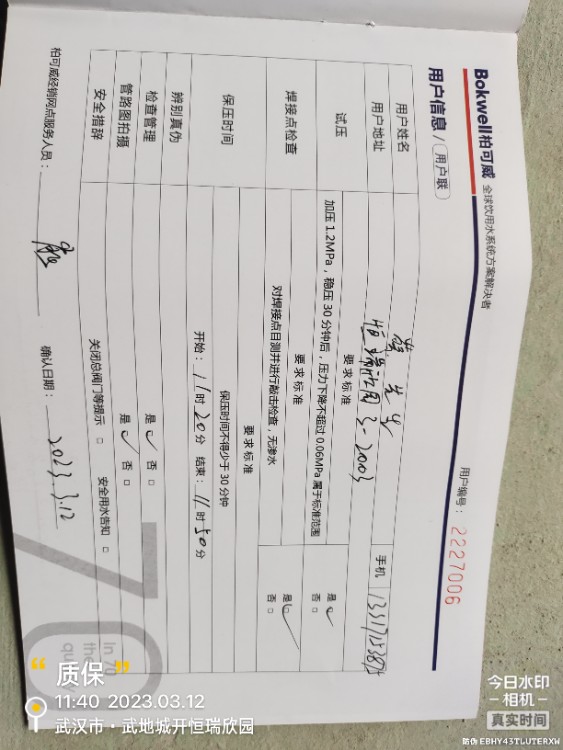 Bokwell柏可威 全球饮用水系统方案解决者
用户信息/用户联
用户编号：2227006
用户姓名 先生 手机
用户地址 3-2003
试压 要求标准
加压 1.2MPa，稳压 30 分钟后，压力下降不超过 0.06MPa 属于标准范围 是 否
焊接点检查 要求标准
对焊接点目测并进行敲击检查，无渗水 是 否
保压时间 要求标准
保压时间不得少于 30 分钟
开始：11时20分 结束：11时50分
辨别真伪
检查管理 是 否
管路图拍摄 是 否
安全措辞 关闭总阀门等提示 安全用水告知
柏可威经销网点服务人员：
确认日期：2023.3.12
质保
11:40 2023.03.12
武汉市·武地城开恒瑞欣园
今日水印
相机
真实时间
防伪 EBHY43TLUTERXW